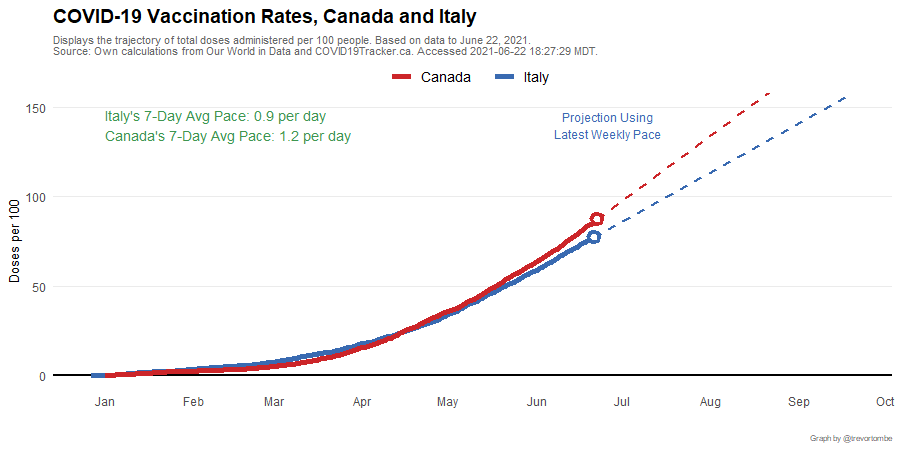 COVID-19 Vaccination Rates, Canada and Italy
Displays the trajectory of total doses administered per 100 people. Based on data to June 22, 2021.
Source: Own calculations from Our World in Data and COVID19Tracker.ca. Accessed 2021-06-22 18:27:29 MDT.
Canada Italy
Italy's 7-Day Avg Pace: 0.9 per day
Canada's 7-Day Avg Pace: 1.2 per day
Projection Using
Latest Weekly Pace
Doses per 100
150
100
50
0
Jan Feb Mar Apr May Jun Jul Aug Sep Oct
Graph by @trevortombe